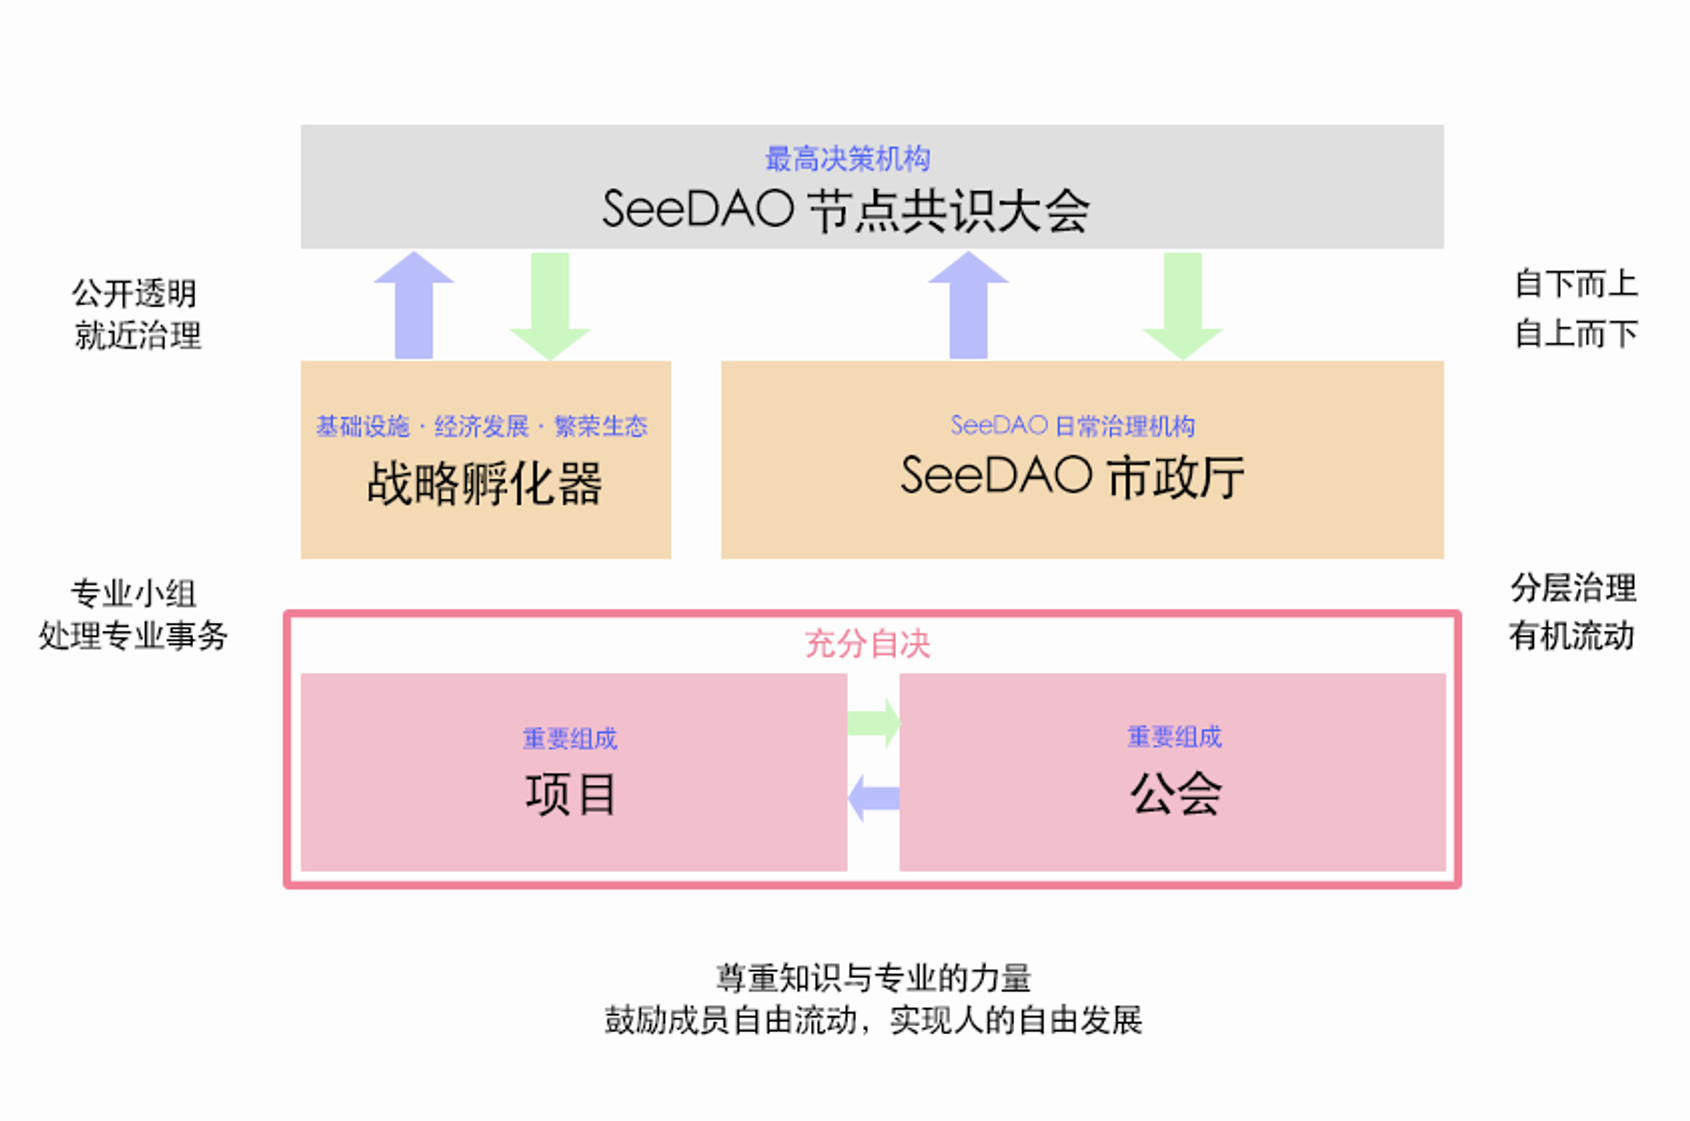 最高决策机构
SeeDAO 节点共识大会
公开透明
就近治理
自下而上
自上而下
基础设施·经济发展·繁荣生态
战略孵化器
SeeDAO 日常治理机构
SeeDAO 市政厅
专业小组
处理专业事务
分层治理
有机流动
充分自决
重要组成
项目
重要组成
公会
尊重知识与专业的力量
鼓励成员自由流动，实现人的自由发展